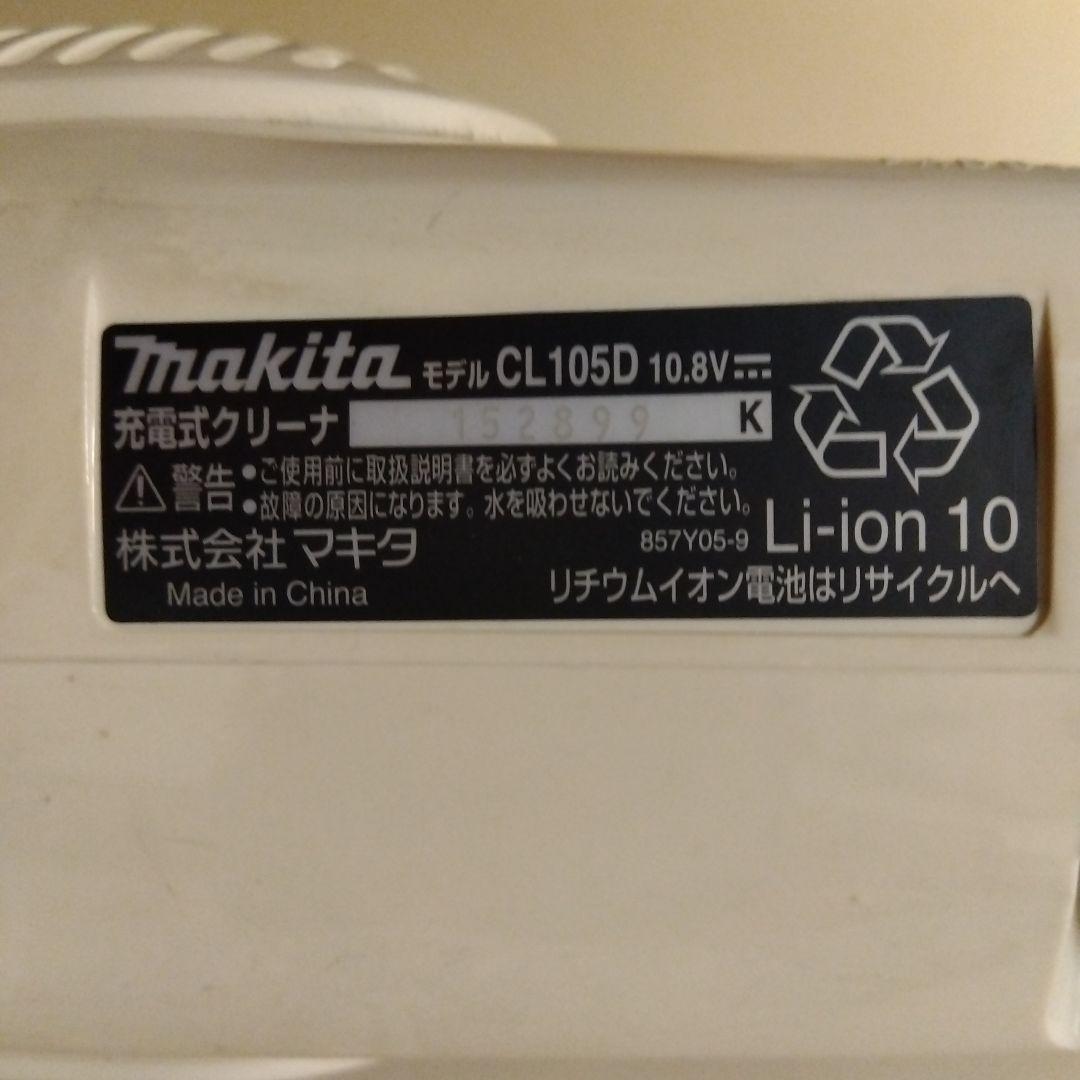 makita モデル CL105D 10.8V
充電式クリーナ 152899 K
警告 •ご使用前に取扱説明書を必ずよくお読みください。
•故障の原因になります。水を吸わせないでください。
株式会社 マキタ 857Y05-9 Li-ion 10
Made in China リチウムイオン電池はリサイクルへ